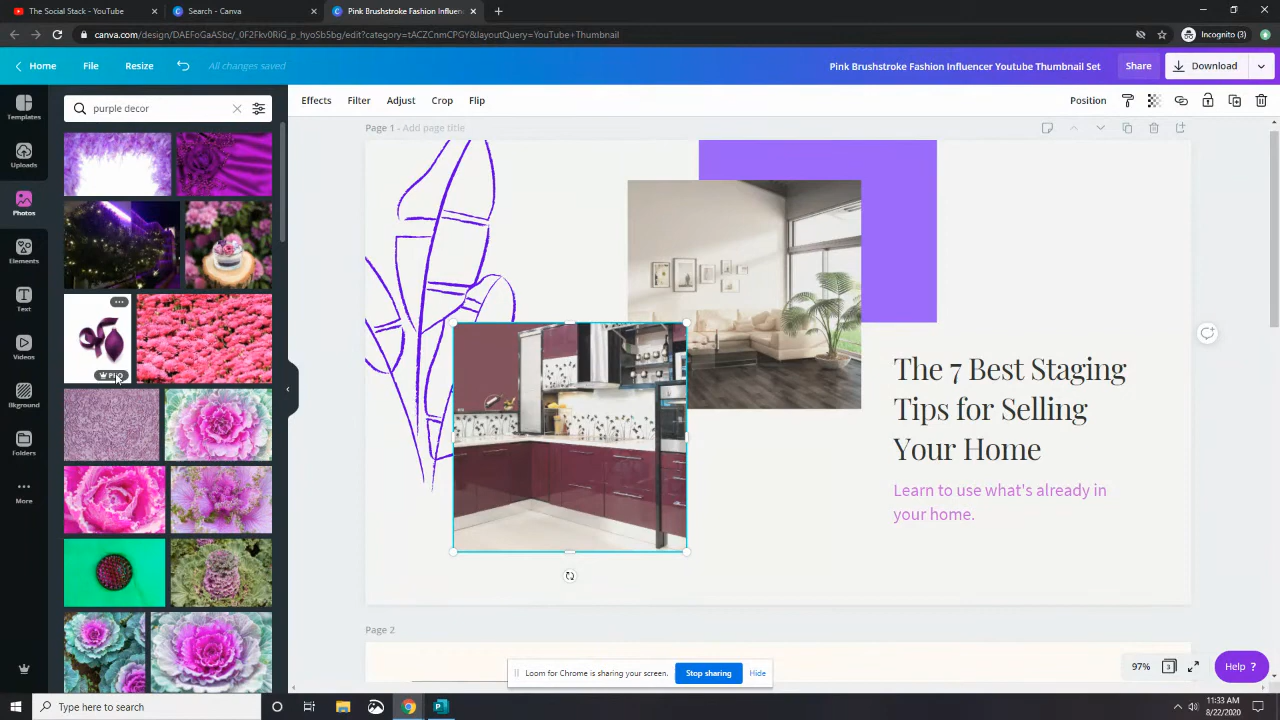 The Social Stack - YouTube
Search - Canva
Pink Brushstroke Fashion Influen
canva.com/design/DAEFoGaASbc/_0F2Fkv0RiG_p_hyoSb5bg/edit?category=tACZCnmCPGY&layoutQuery=YouTube+Thumbnail
Incognito (3)
Home
File
Resize
All changes saved
Pink Brushstroke Fashion Influencer Youtube Thumbnail Set
Share
Download
Templates
Uploads
Photos
Elements
Text
Videos
Bkground
Folders
More
purple decor
PRO
Effects
Filter
Adjust
Crop
Flip
Position
Page 1 - Add page title
The 7 Best Staging
Tips for Selling
Your Home
Learn to use what's already in
your home.
Page 2
97%
3
Help ?
Loom for Chrome is sharing your screen.
Stop sharing
Hide
Type here to search
11:33 AM
8/22/2020